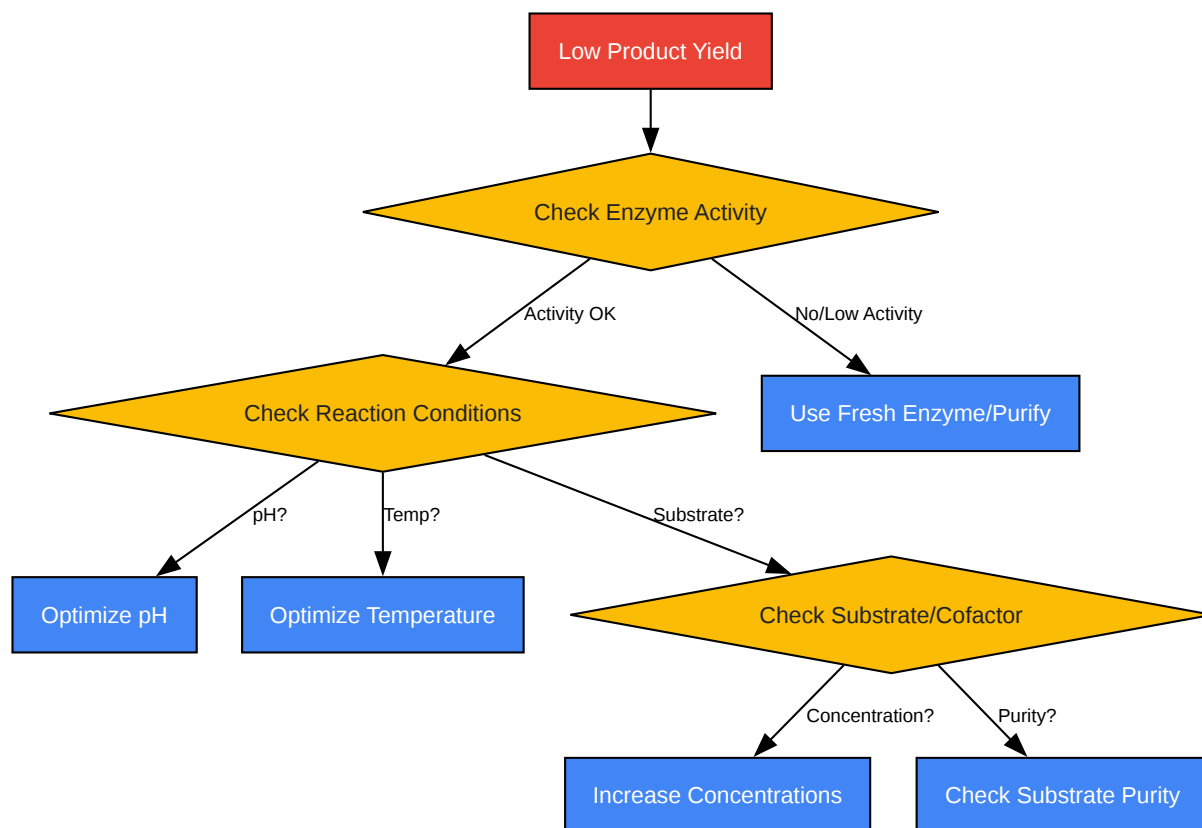 Low Product Yield
Check Enzyme Activity
Activity OK
No/Low Activity
Check Reaction Conditions
Use Fresh Enzyme/Purify
pH?
Temp?
Substrate?
Optimize pH
Optimize Temperature
Check Substrate/Cofactor
Concentration?
Purity?
Increase Concentrations
Check Substrate Purity